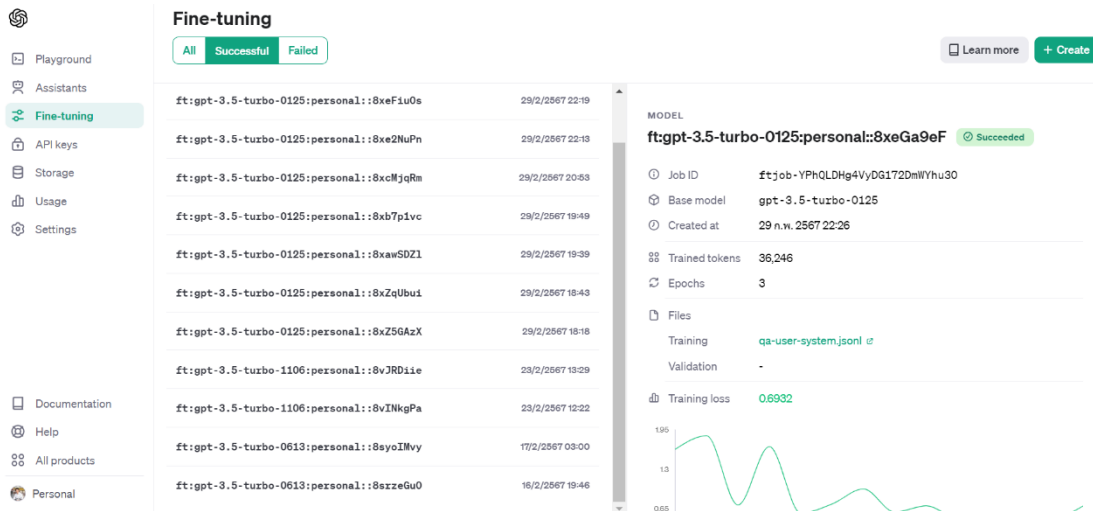 Fine-tuning
All Successful Failed
Learn more
+ Create
Playground
Assistants
Fine-tuning
API keys
Storage
Usage
Settings
Documentation
Help
All products
Personal
ft:gpt-3.5-turbo-0125:personal::8xeFiuOs 29/2/2567 22:19
ft:gpt-3.5-turbo-0125:personal::8xe2NuPn 29/2/2567 22:13
ft:gpt-3.5-turbo-0125:personal::8xcMjqRm 29/2/2567 20:53
ft:gpt-3.5-turbo-0125:personal::8xb7p1vc 29/2/2567 19:49
ft:gpt-3.5-turbo-0125:personal::8xawSDZl 29/2/2567 19:39
ft:gpt-3.5-turbo-0125:personal::8xZqUbui 29/2/2567 18:43
ft:gpt-3.5-turbo-0125:personal::8xZ5GAzX 29/2/2567 18:18
ft:gpt-3.5-turbo-1106:personal::8vJRDiie 23/2/2567 13:29
ft:gpt-3.5-turbo-1106:personal::8vINkgPa 23/2/2567 12:22
ft:gpt-3.5-turbo-0613:personal::8syoIMvy 17/2/2567 03:00
ft:gpt-3.5-turbo-0613:personal::8srzeGuO 16/2/2567 19:46
MODEL
ft:gpt-3.5-turbo-0125:personal::8xeGa9eF Succeeded
Job ID ftjob-YPhQLDHg4VyDG172DmWYhu3O
Base model gpt-3.5-turbo-0125
Created at 29 ก.พ. 2567 22:26
Trained tokens 36,246
Epochs 3
Files
Training qa-user-system.jsonl
Validation -
Training loss 0.6932
1.95
1.3
0.65